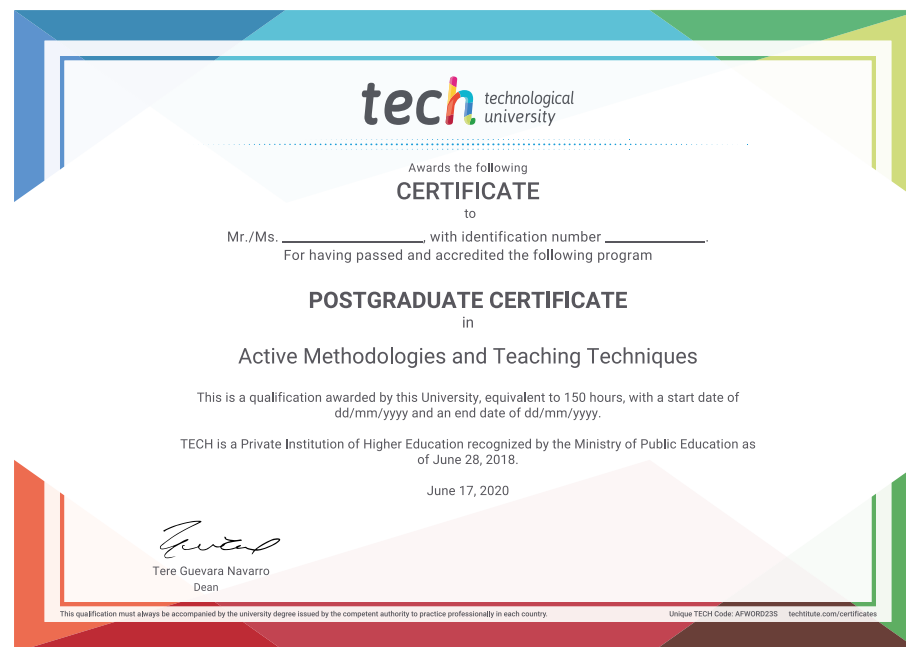 tech technological
university
Awards the following
CERTIFICATE
to
Mr./Ms. ____________________, with identification number ______________.
For having passed and accredited the following program
POSTGRADUATE CERTIFICATE
in
Active Methodologies and Teaching Techniques
This is a qualification awarded by this University, equivalent to 150 hours, with a start date of
dd/mm/yyyy and an end date of dd/mm/yyyy.
TECH is a Private Institution of Higher Education recognized by the Ministry of Public Education as
of June 28, 2018.
June 17, 2020
Tere Guevara Navarro
Dean
This qualification must always be accompanied by the university degree issued by the competent authority to practice professionally in each country.
Unique TECH Code: AFWORD23S techtitute.com/certificates